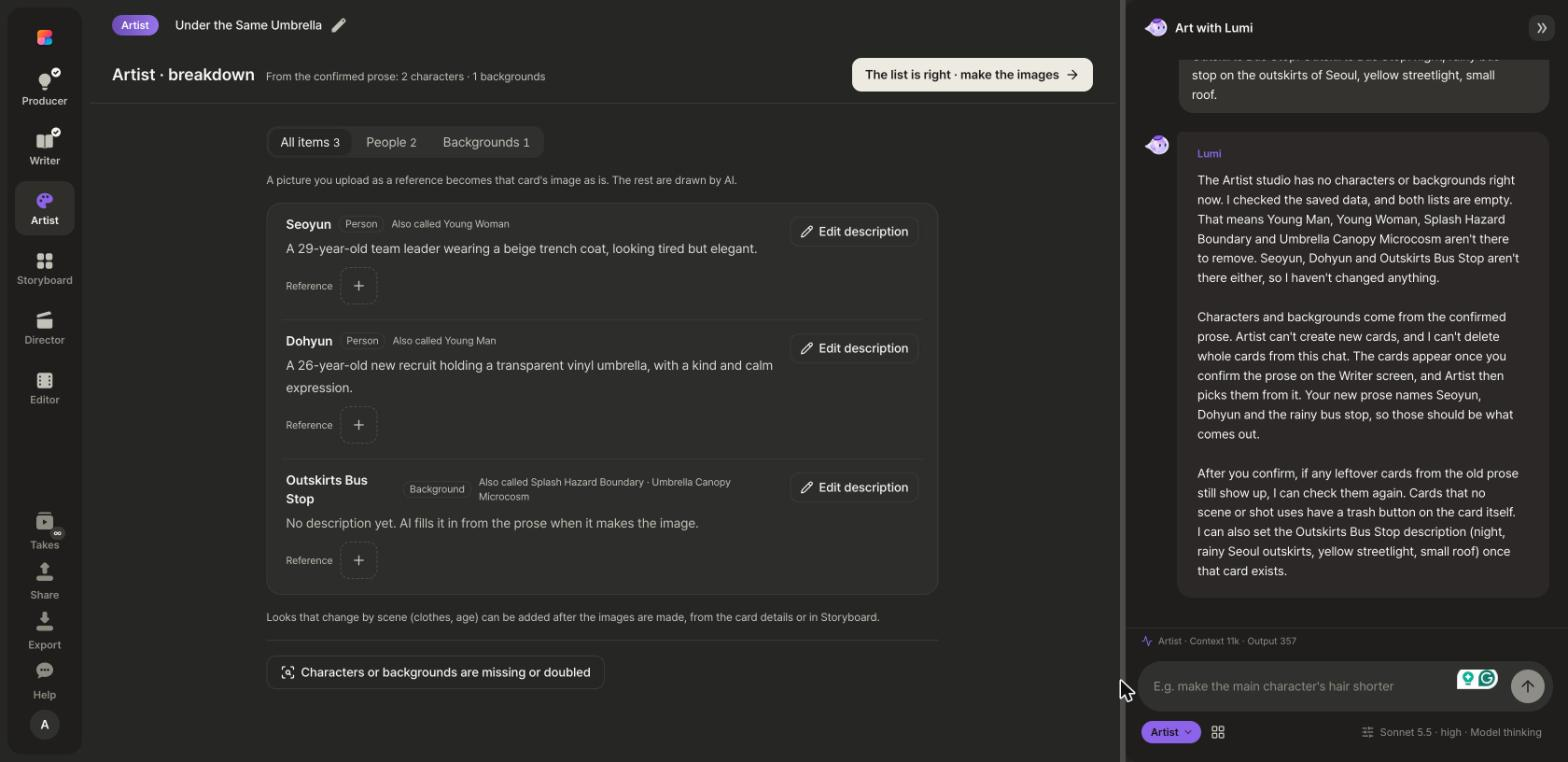 Artist
Under the Same Umbrella
Artist · breakdown
From the confirmed prose: 2 characters · 1 backgrounds
The list is right · make the images →
Producer
Writer
Artist
Storyboard
Director
Editor
Takes
Share
Export
Help
A
All items 3
People 2
Backgrounds 1
A picture you upload as a reference becomes that card's image as is. The rest are drawn by AI.
Seoyun
Person
Also called Young Woman
Edit description
A 29-year-old team leader wearing a beige trench coat, looking tired but elegant.
Reference
+
Dohyun
Person
Also called Young Man
Edit description
A 26-year-old new recruit holding a transparent vinyl umbrella, with a kind and calm
expression.
Reference
+
Outskirts Bus
Stop
Background
Also called Splash Hazard Boundary · Umbrella Canopy
Microcosm
Edit description
No description yet. AI fills it in from the prose when it makes the image.
Reference
+
Looks that change by scene (clothes, age) can be added after the images are made, from the card details or in Storyboard.
Characters or backgrounds are missing or doubled
Art with Lumi
stop on the outskirts of Seoul, yellow streetlight, small
roof.
Lumi
The Artist studio has no characters or backgrounds right
now. I checked the saved data, and both lists are empty.
That means Young Man, Young Woman, Splash Hazard
Boundary and Umbrella Canopy Microcosm aren't there
to remove. Seoyun, Dohyun and Outskirts Bus Stop aren't
there either, so I haven't changed anything.
Characters and backgrounds come from the confirmed
prose. Artist can't create new cards, and I can't delete
whole cards from this chat. The cards appear once you
confirm the prose on the Writer screen, and Artist then
picks them from it. Your new prose names Seoyun,
Dohyun and the rainy bus stop, so those should be what
comes out.
After you confirm, if any leftover cards from the old prose
still show up, I can check them again. Cards that no
scene or shot uses have a trash button on the card itself.
I can also set the Outskirts Bus Stop description (night,
rainy Seoul outskirts, yellow streetlight, small roof) once
that card exists.
Artist · Context 11k · Output 357
E.g. make the main character's hair shorter
Artist
Sonnet 5.5 · high · Model thinking